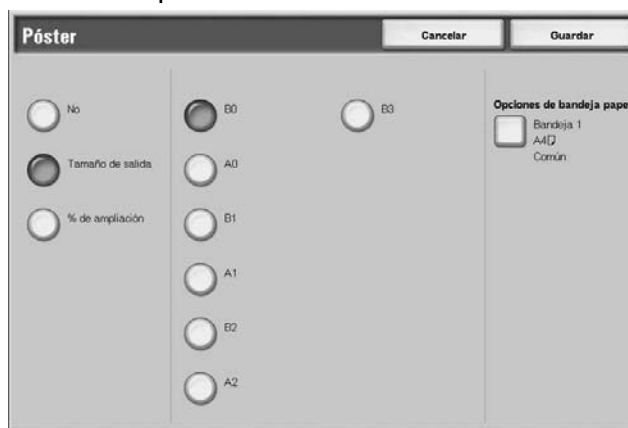 Póster
Cancelar
Guardar
No
Tamaño de salida
% de ampliación
B0
A0
B1
A1
B2
A2
B3
Opciones de bandeja pape
Bandeja 1
A4
Común